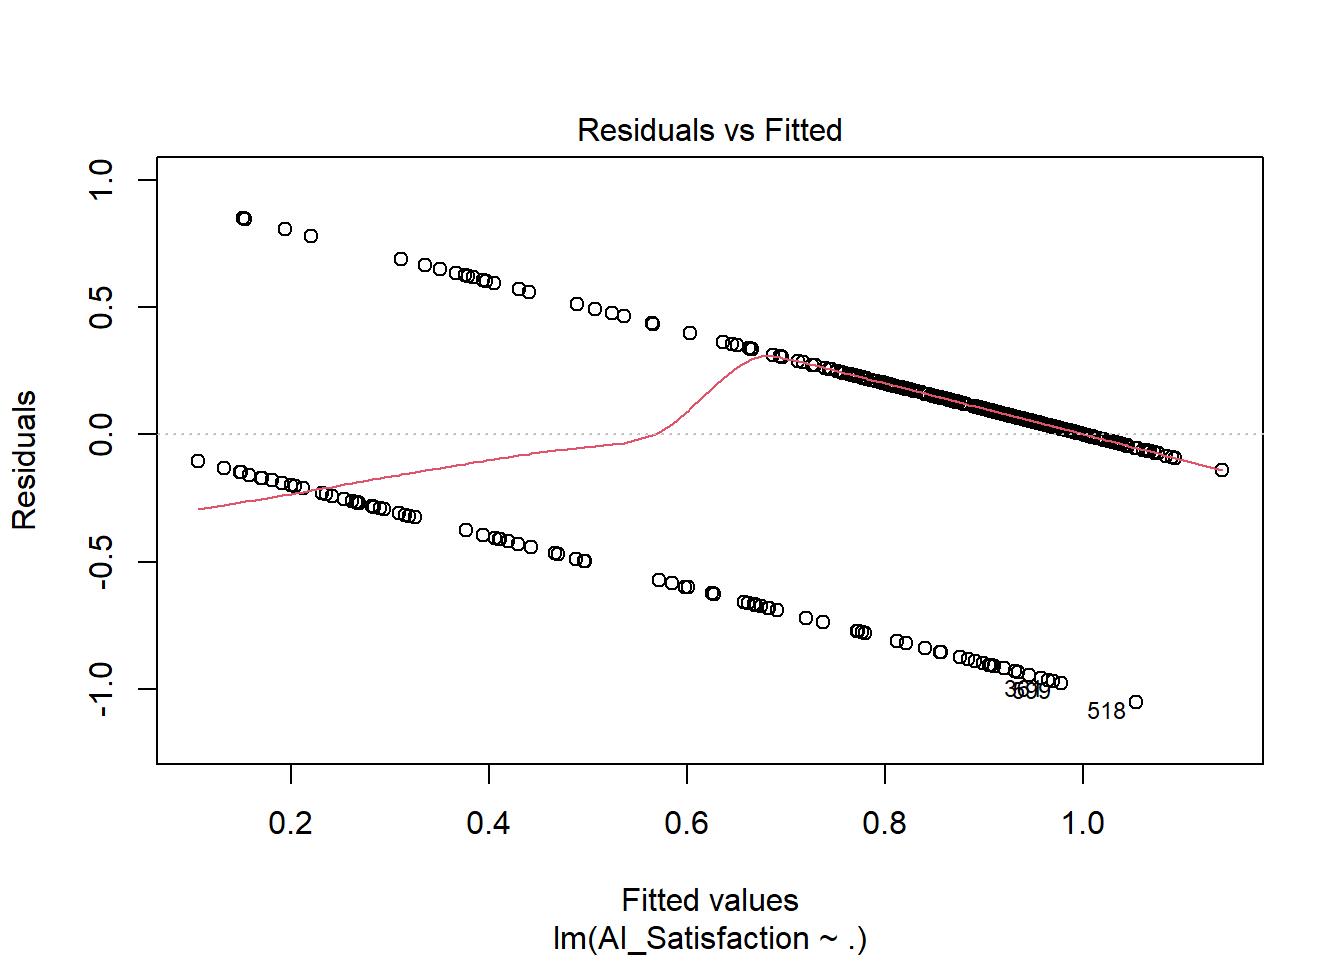 Residuals vs Fitted
Residuals
1.0
0.5
0.0
-0.5
-1.0
599
518
0.2 0.4 0.6 0.8 1.0
Fitted values
lm(AI_Satisfaction ~ .)